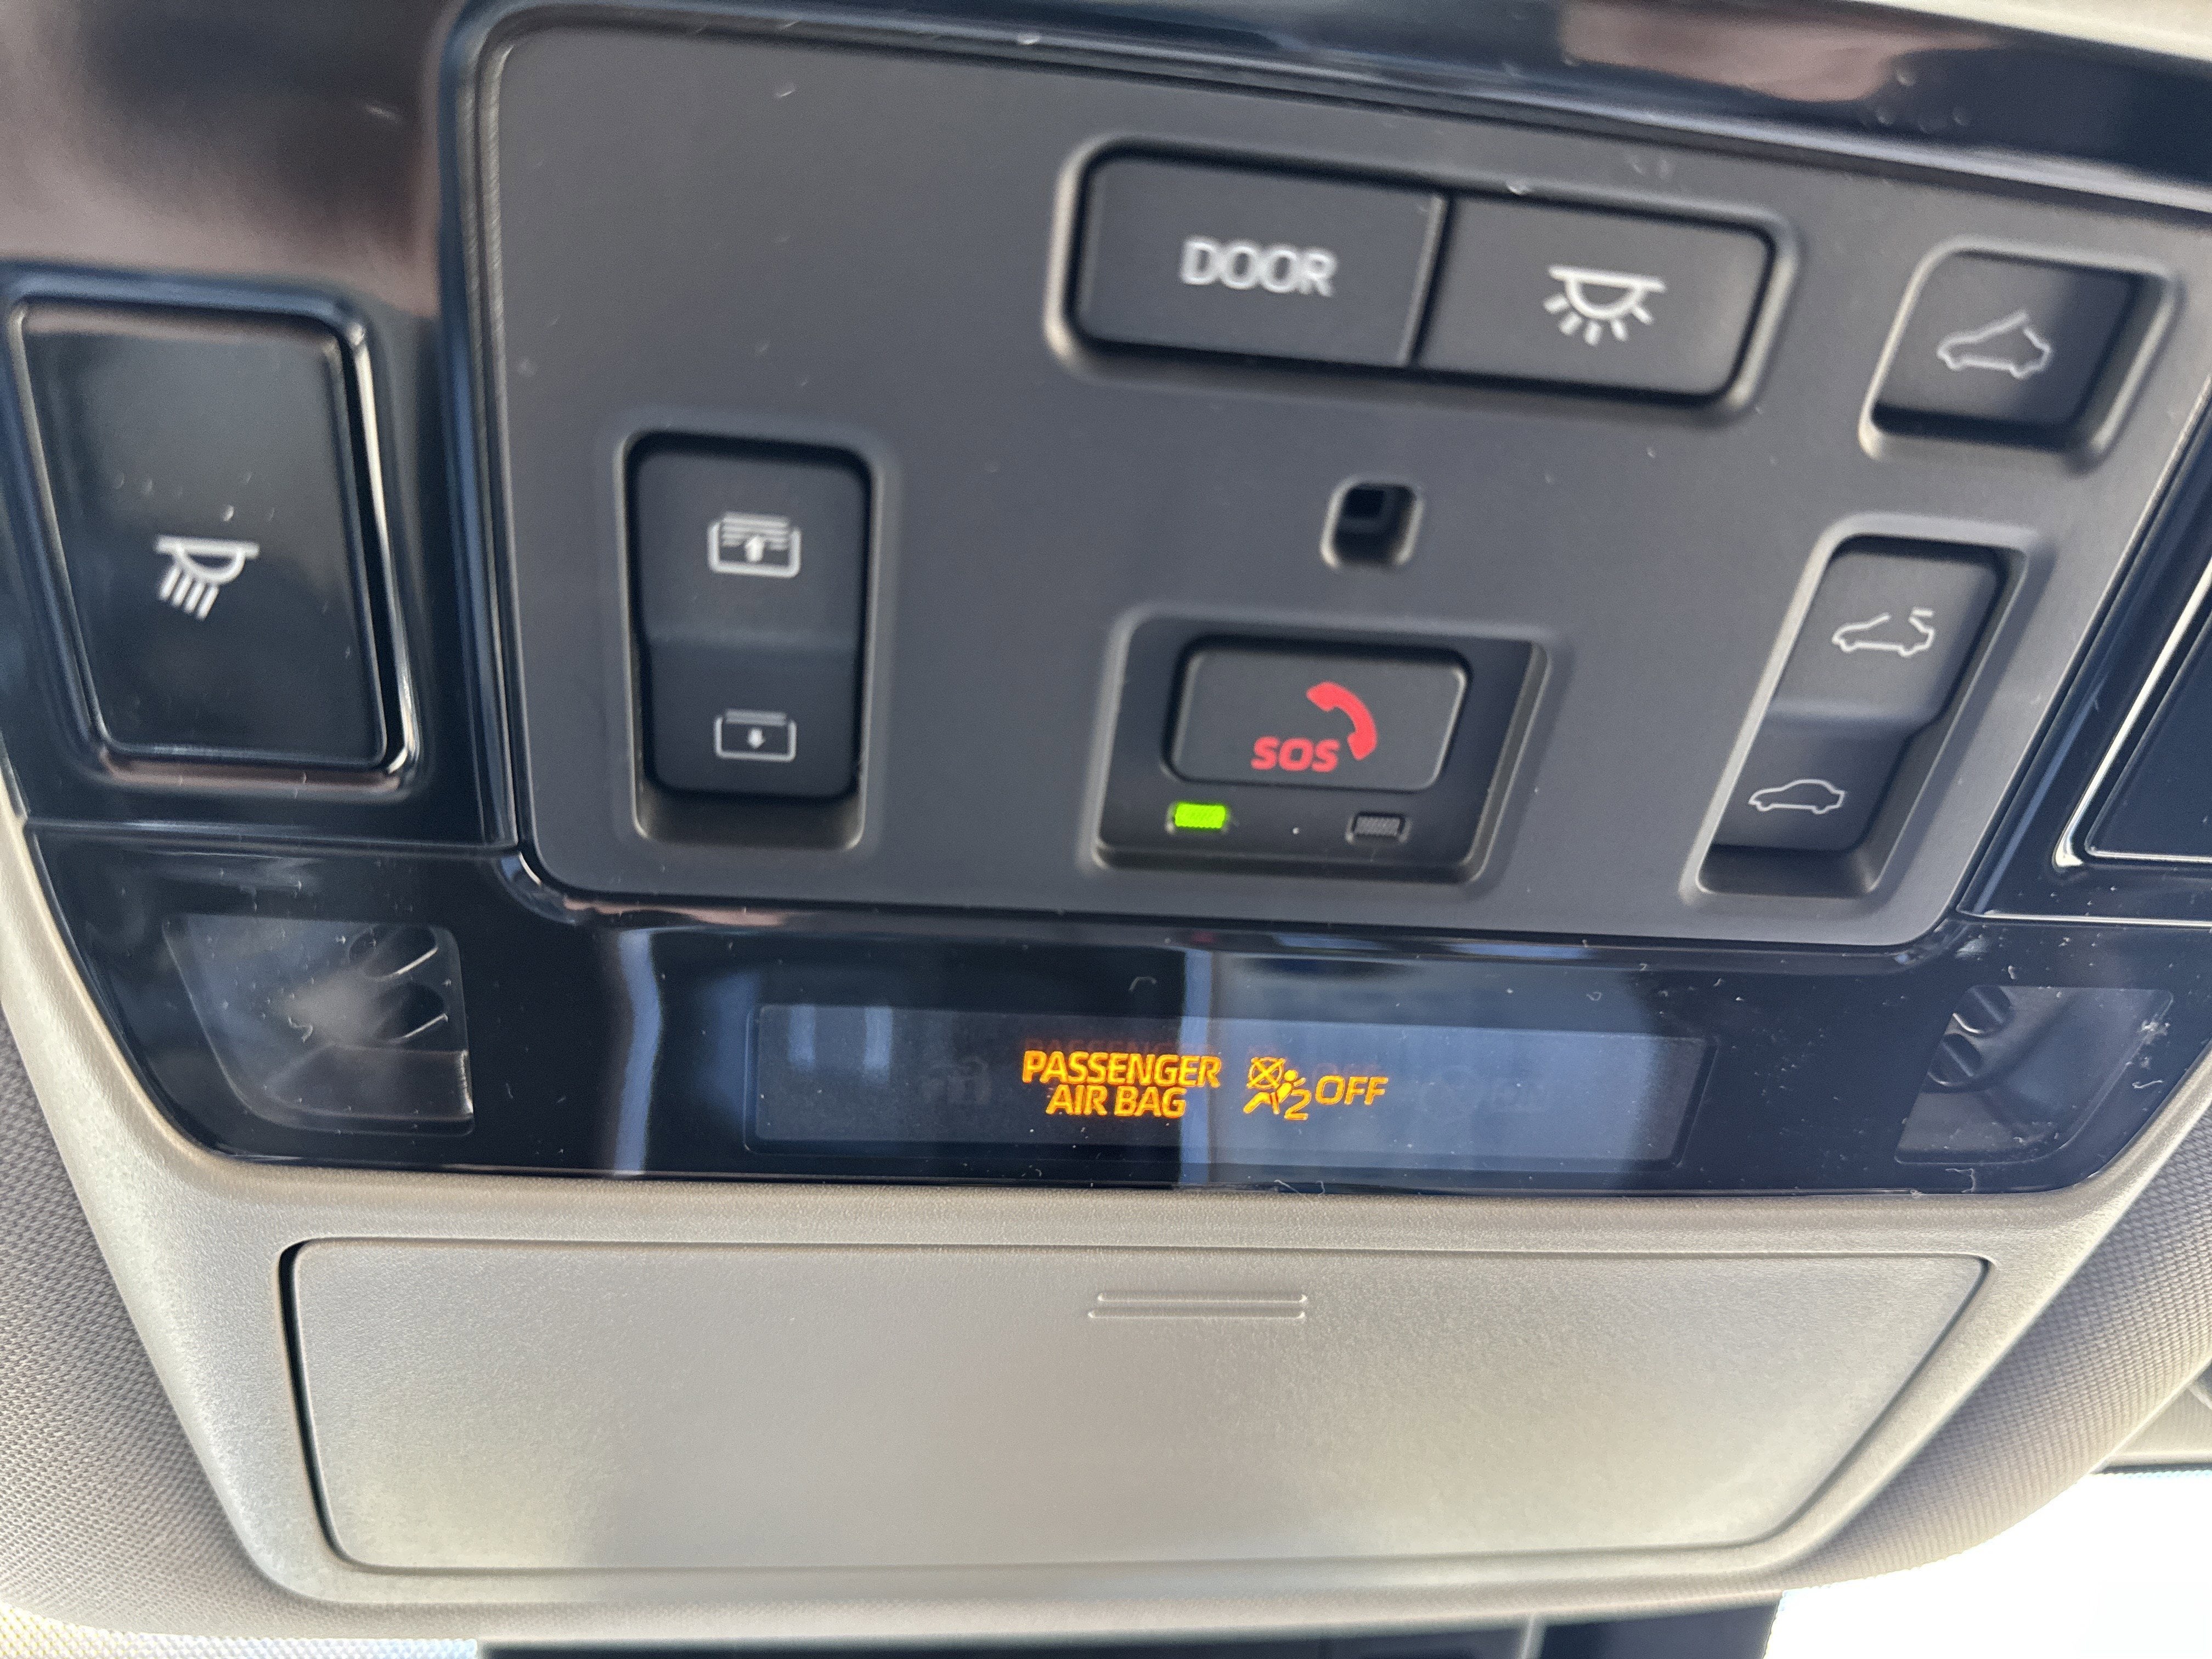 DOOR
SOS
PASSENGER
AIR BAG
2 OFF